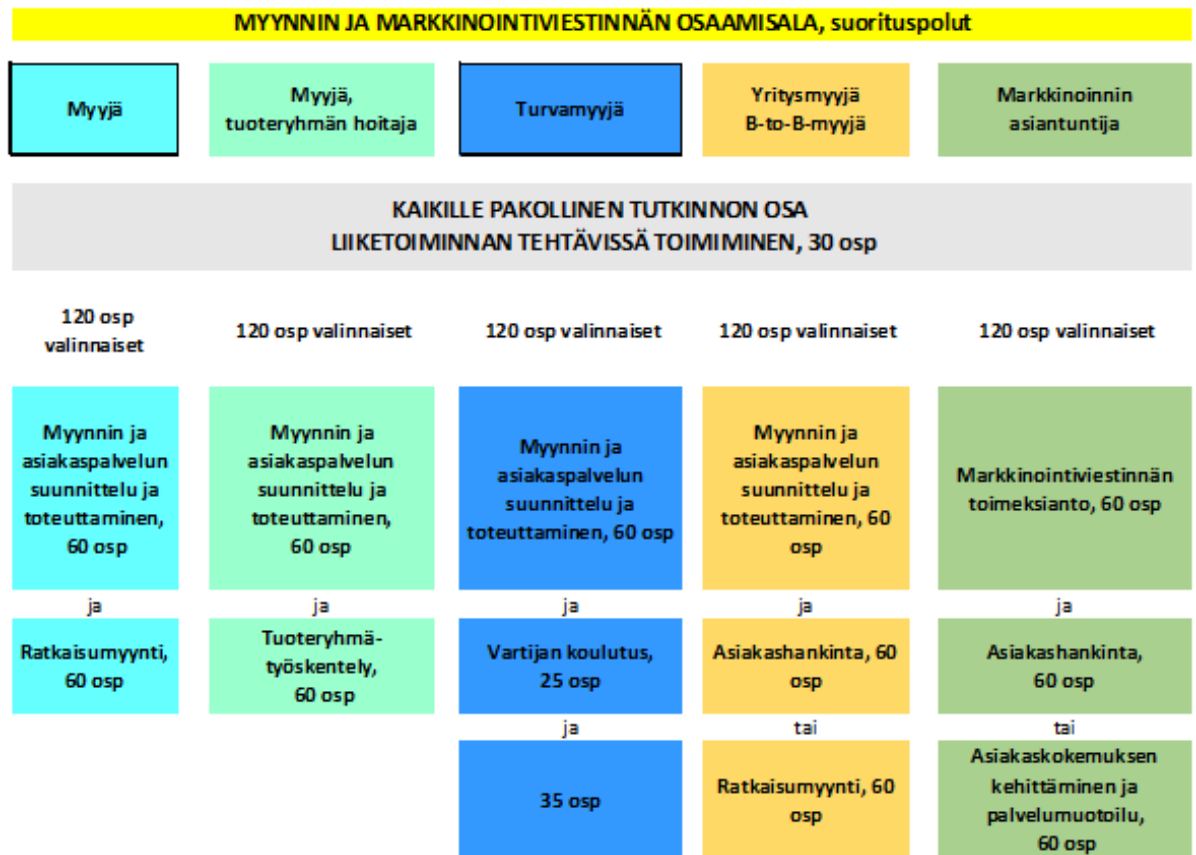 MYYNNIN JA MARKKINOINTIVIESTINNÄN OSAAMISALA, suorituspolut
Myyjä
Myyjä,
tuoteryhmän hoitaja
Turvamyyjä
Yritysmyyjä
B-to-B-myyjä
Markkinoinnin
asiantuntija
KAIKILLE PAKOLLINEN TUTKINNON OSA
LIIKETOIMINNAN TEHTÄVISSÄ TOIMIMINEN, 30 osp
120 osp
valinnaiset
120 osp valinnaiset
120 osp valinnaiset
120 osp valinnaiset
120 osp valinnaiset
Myynnin ja
asiakaspalvelun
suunnittelu ja
toteuttaminen,
60 osp
Myynnin ja
asiakaspalvelun
suunnittelu ja
toteuttaminen,
60 osp
Myynnin ja
asiakaspalvelun
suunnittelu ja
toteuttaminen, 60 osp
Myynnin ja
asiakaspalvelun
suunnittelu ja
toteuttaminen, 60
osp
Markkinointiviestinnän
toimeksianto, 60 osp
ja
ja
ja
ja
ja
Ratkaisumyynti,
60 osp
Tuoteryhmä-
työskentely,
60 osp
Vartijan koulutus,
25 osp
Asiakashankinta, 60
osp
Asiakashankinta,
60 osp
ja
tai
tai
35 osp
Ratkaisumyynti, 60
osp
Asiakaskokemuksen
kehittäminen ja
palvelumuotoilu,
60 osp